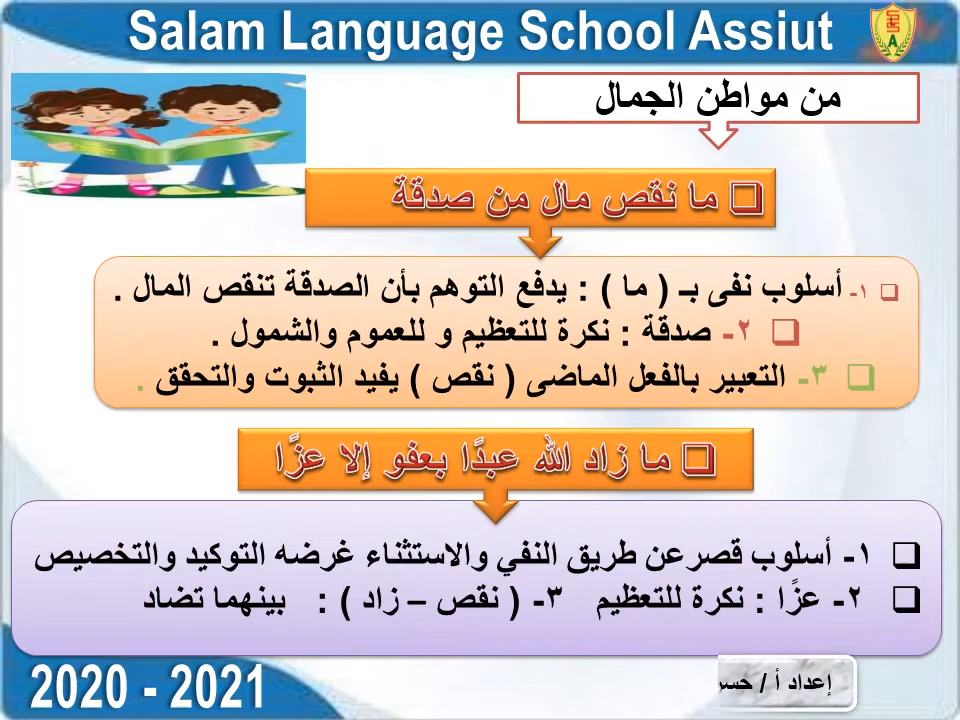 Salam Language School Assiut
من مواطن الجمال
ما نقص مال من صدقة
١- أسلوب نفى بـ ( ما ) : يدفع التوهم بأن الصدقة تنقص المال .
٢- صدقة : نكرة للتعظيم و للعموم والشمول .
٣- التعبير بالفعل الماضى ( نقص ) يفيد الثبوت والتحقق .
ما زاد الله عبدًا بعفو إلا عزًا
١- أسلوب قصرعن طريق النفي والاستثناء غرضه التوكيد والتخصيص
٢- عزًا : نكرة للتعظيم ٣- ( نقص – زاد ) : بينهما تضاد
إعداد أ /
2020 - 2021